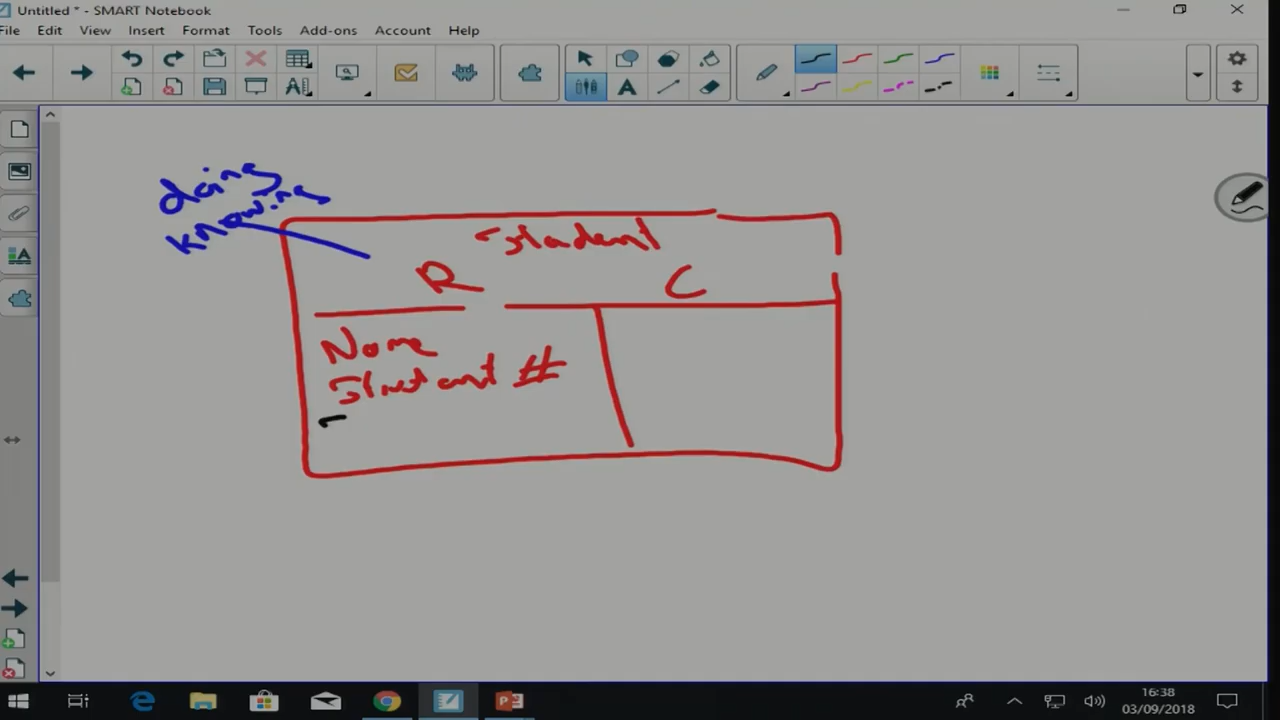 Untitled * - SMART Notebook
File Edit View Insert Format Tools Add-ons Account Help
doing
knowing
student
R C
Name
Student #
16:38
03/09/2018